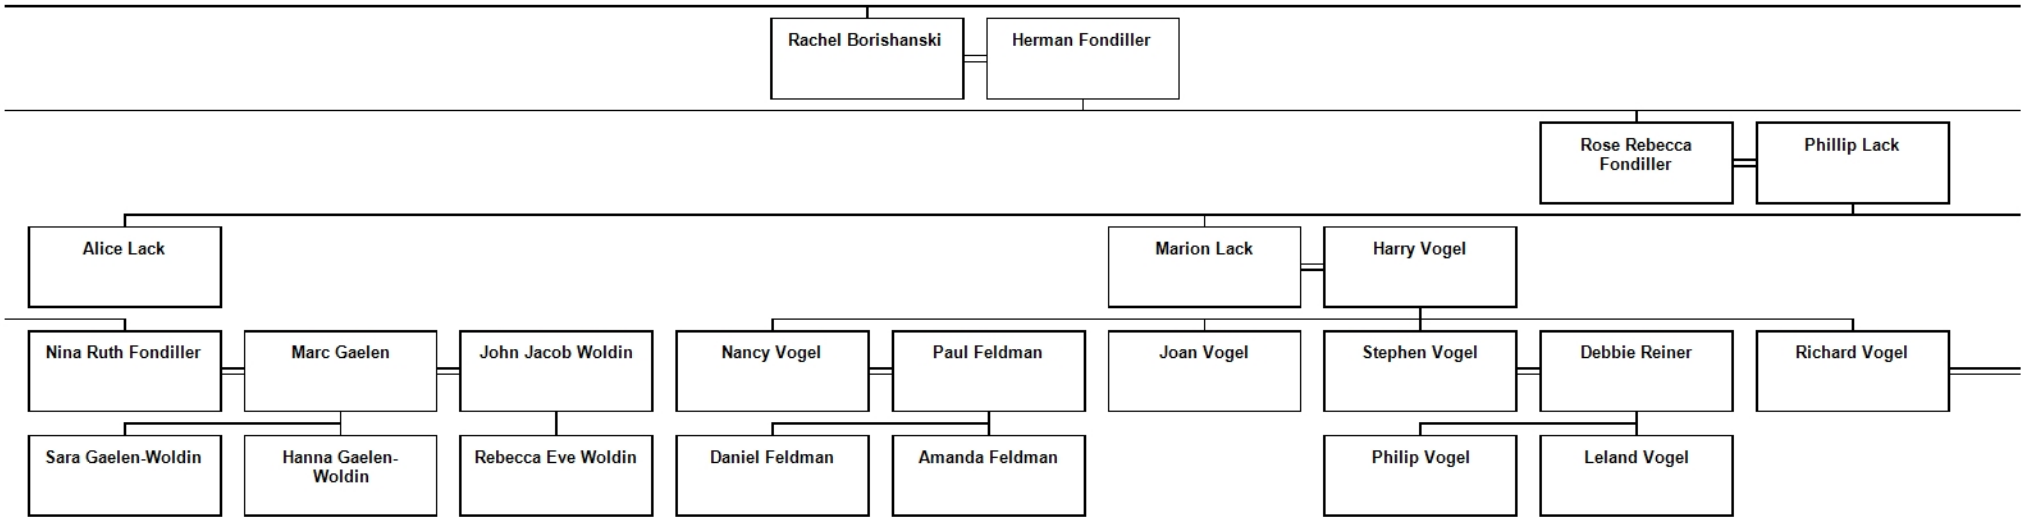 Rachel Borishanski
Herman Fondiller
Rose Rebecca
Fondiller
Phillip Lack
Alice Lack
Marion Lack
Harry Vogel
Nina Ruth Fondiller
Marc Gaelen
John Jacob Woldin
Nancy Vogel
Paul Feldman
Joan Vogel
Stephen Vogel
Debbie Reiner
Richard Vogel
Sara Gaelen-Woldin
Hanna Gaelen-
Woldin
Rebecca Eve Woldin
Daniel Feldman
Amanda Feldman
Philip Vogel
Leland Vogel